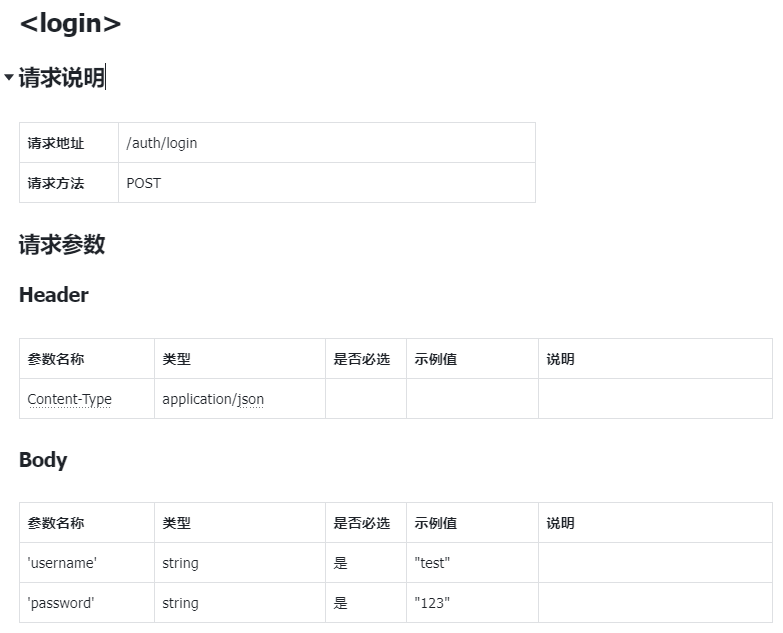 <login>
请求说明
请求地址 /auth/login
请求方法 POST
请求参数
Header
参数名称 类型 是否必选 示例值 说明
Content-Type application/json
Body
参数名称 类型 是否必选 示例值 说明
'username' string 是 "test"
'password' string 是 "123"